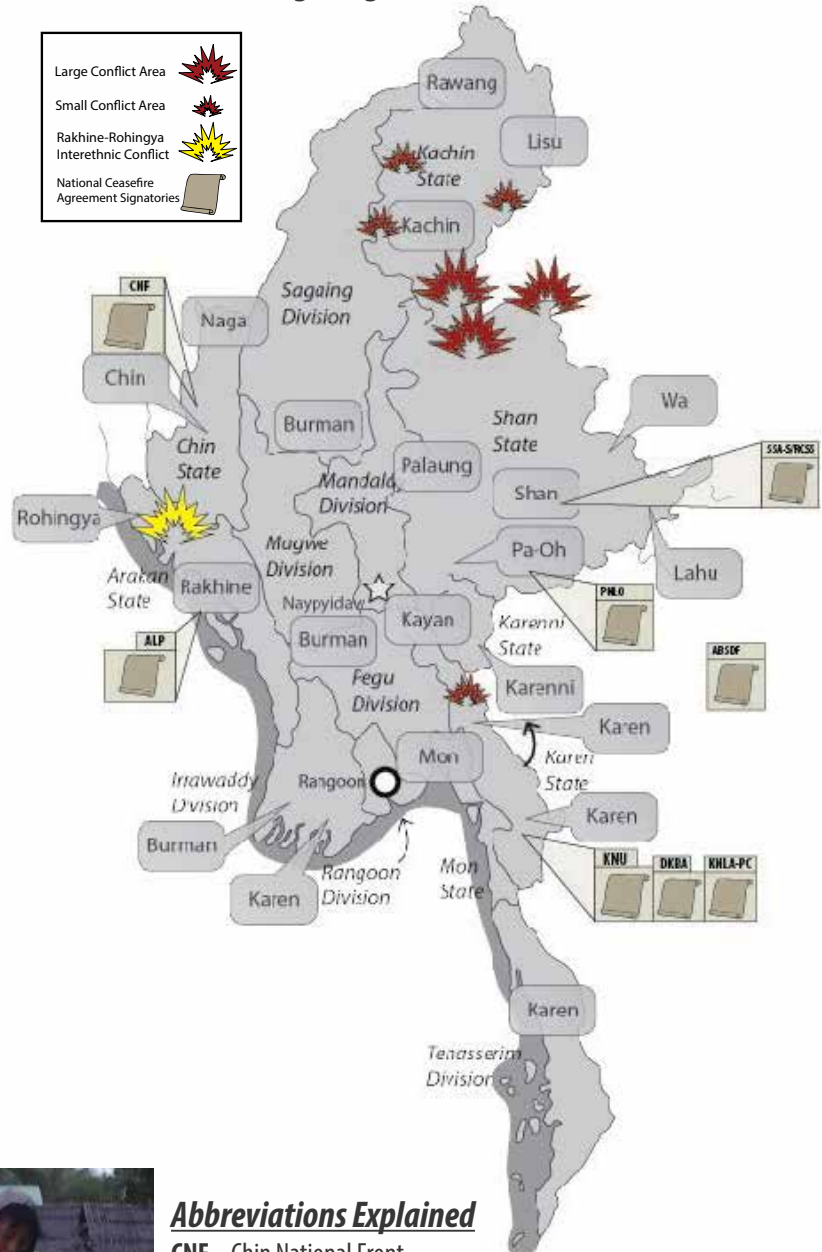 Large Conflict Area
Small Conflict Area
Rakhine-Rohingya
Interethnic Conflict
National Ceasefire
Agreement Signatories
Rawang
Lisu
Kachin
State
Kachin
Sagaing
Division
CNF
Naga
Chin
Chin
State
Burman
Shan
State
Wa
Palaung
Mandalay
Division
Shan
SSA-S/RCSS
Rohingya
Pa-Oh
Lahu
Mugwe
Division
Arakan
State
Rakhine
Naypyidaw
Kayan
Karenni
State
PNLO
Burman
ALP
ABSDF
Fegu
Division
Karenni
Karen
Mon
Karen
State
Irrawaddy
Division
Rangoon
Karen
Burman
Rangoon
Division
Mon
State
KNU
DKBA
KNLA-PC
Karen
Karen
Tenasserim
Division
Abbreviations Explained
CNF Chin National Front